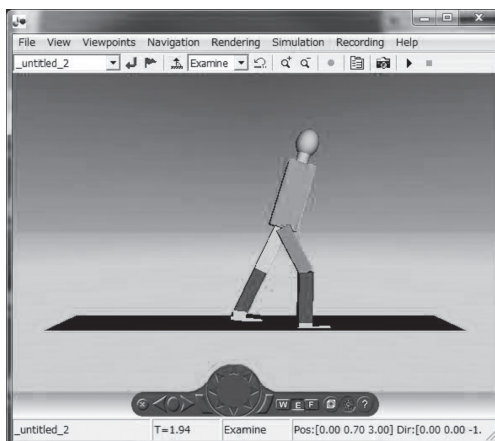 File View Viewpoints Navigation Rendering Simulation Recording Help
_untitled_2 Examine
W E F ?
_untitled_2 T=1.94 Examine Pos:[0.00 0.70 3.00] Dir:[0.00 0.00 -1.